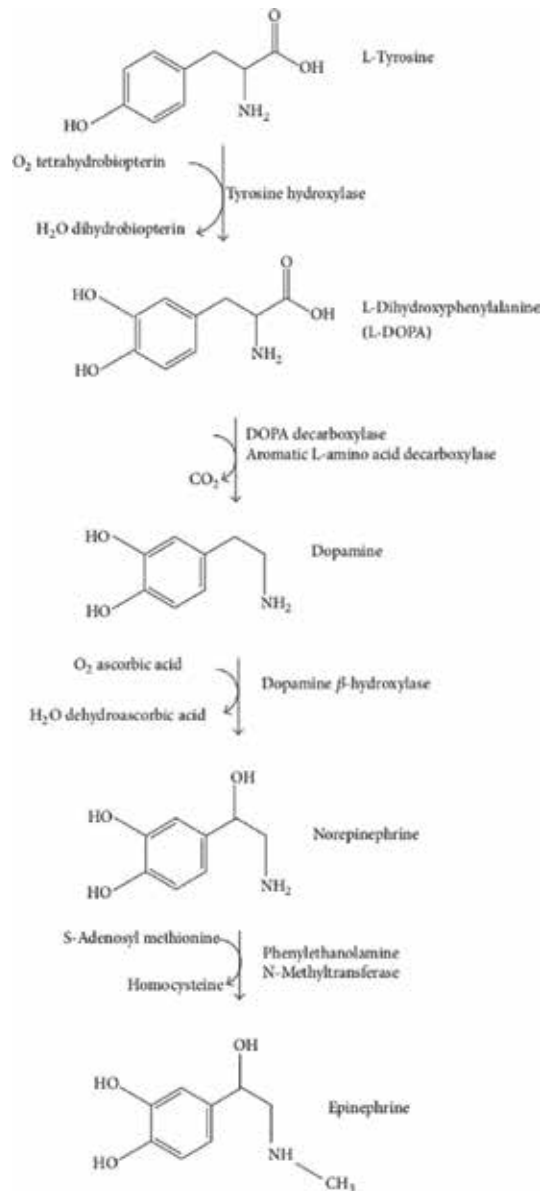 O
OH
L-Tyrosine
NH2
HO
O2 tetrahydrobiopterin
Tyrosine hydroxylase
H2O dihydrobiopterin
O
HO
OH
L-Dihydroxyphenylalanine
(L-DOPA)
NH2
HO
DOPA decarboxylase
Aromatic L-amino acid decarboxylase
CO2
HO
Dopamine
NH2
HO
O2 ascorbic acid
Dopamine β-hydroxylase
H2O dehydroascorbic acid
OH
HO
Norepinephrine
HO
NH2
S-Adenosyl methionine
Phenylethanolamine
N-Methyltransferase
Homocysteine
OH
HO
Epinephrine
HO
NH
CH3